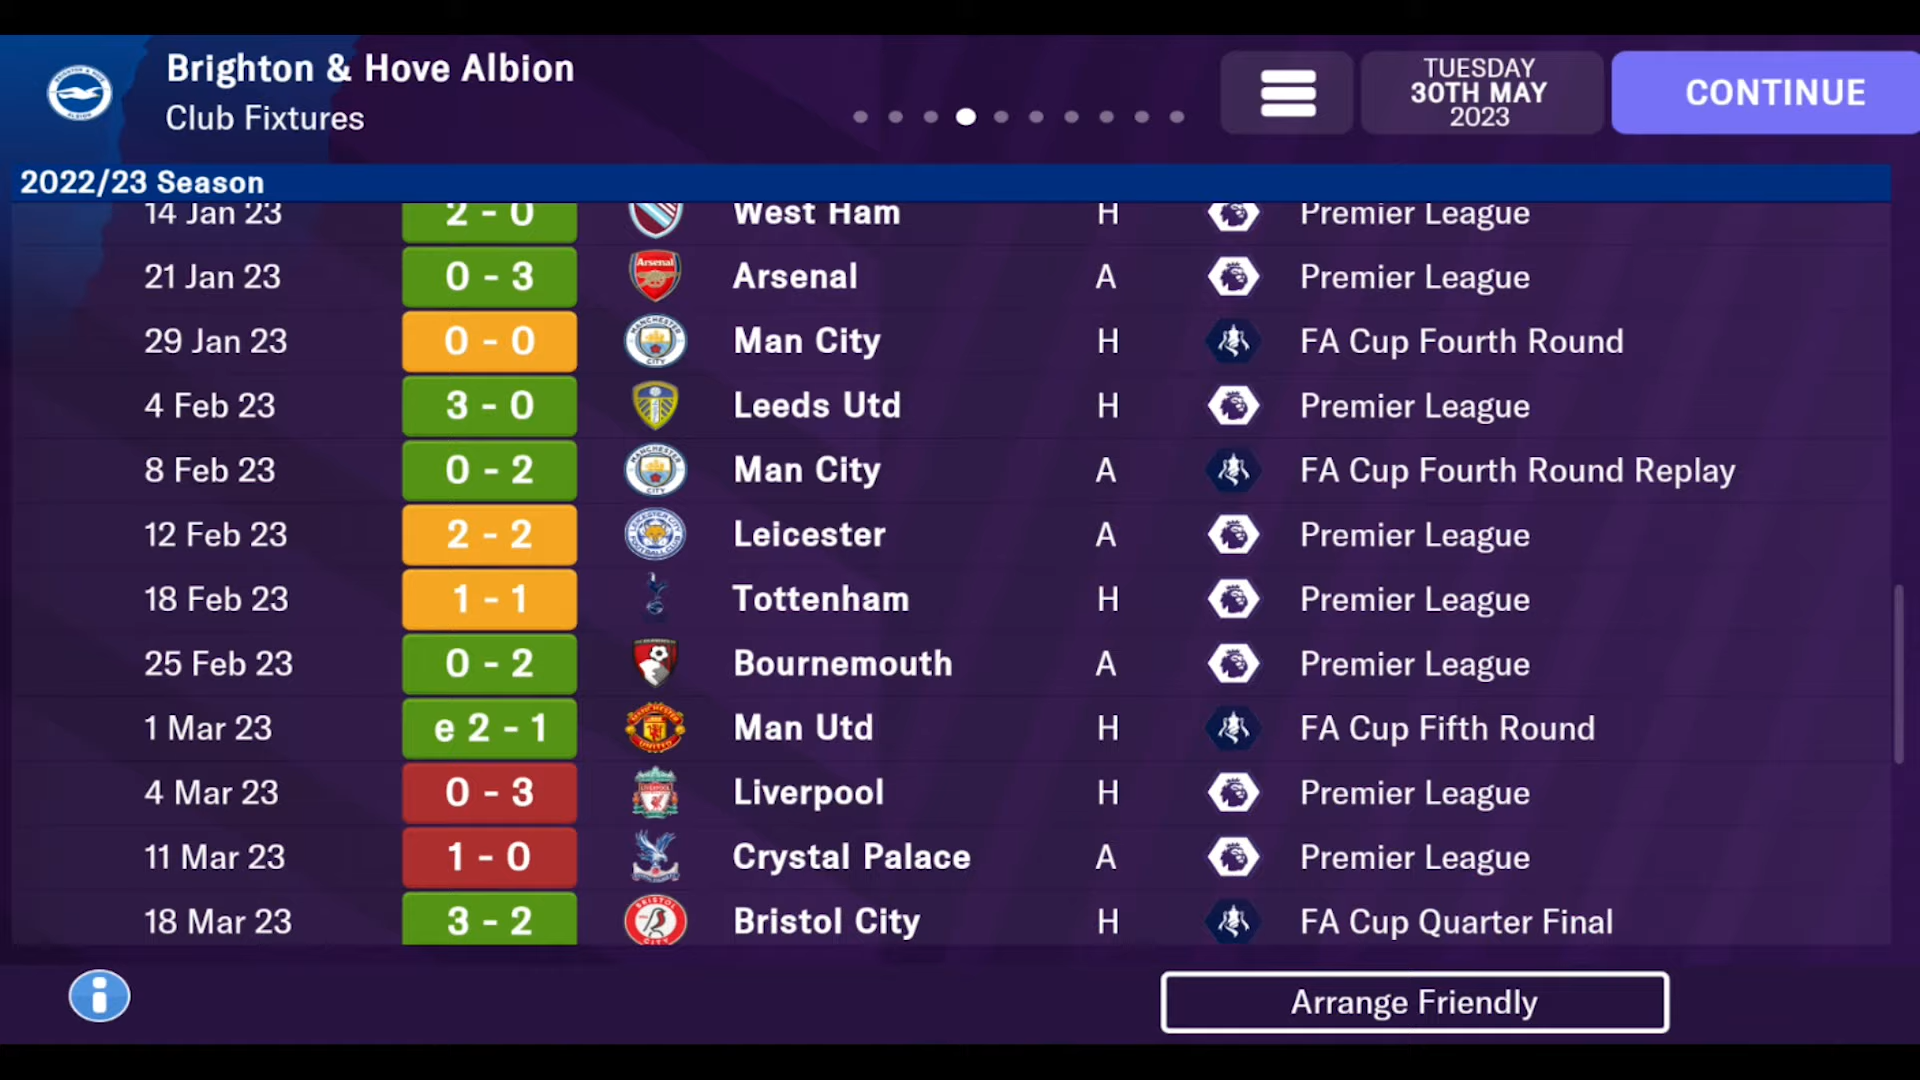 Brighton & Hove Albion
Club Fixtures
TUESDAY
30TH MAY
2023
CONTINUE
2022/23 Season
14 Jan 23 2 - 0 West Ham H Premier League
21 Jan 23 0 - 3 Arsenal A Premier League
29 Jan 23 0 - 0 Man City H FA Cup Fourth Round
4 Feb 23 3 - 0 Leeds Utd H Premier League
8 Feb 23 0 - 2 Man City A FA Cup Fourth Round Replay
12 Feb 23 2 - 2 Leicester A Premier League
18 Feb 23 1 - 1 Tottenham H Premier League
25 Feb 23 0 - 2 Bournemouth A Premier League
1 Mar 23 e 2 - 1 Man Utd H FA Cup Fifth Round
4 Mar 23 0 - 3 Liverpool H Premier League
11 Mar 23 1 - 0 Crystal Palace A Premier League
18 Mar 23 3 - 2 Bristol City H FA Cup Quarter Final
Arrange Friendly